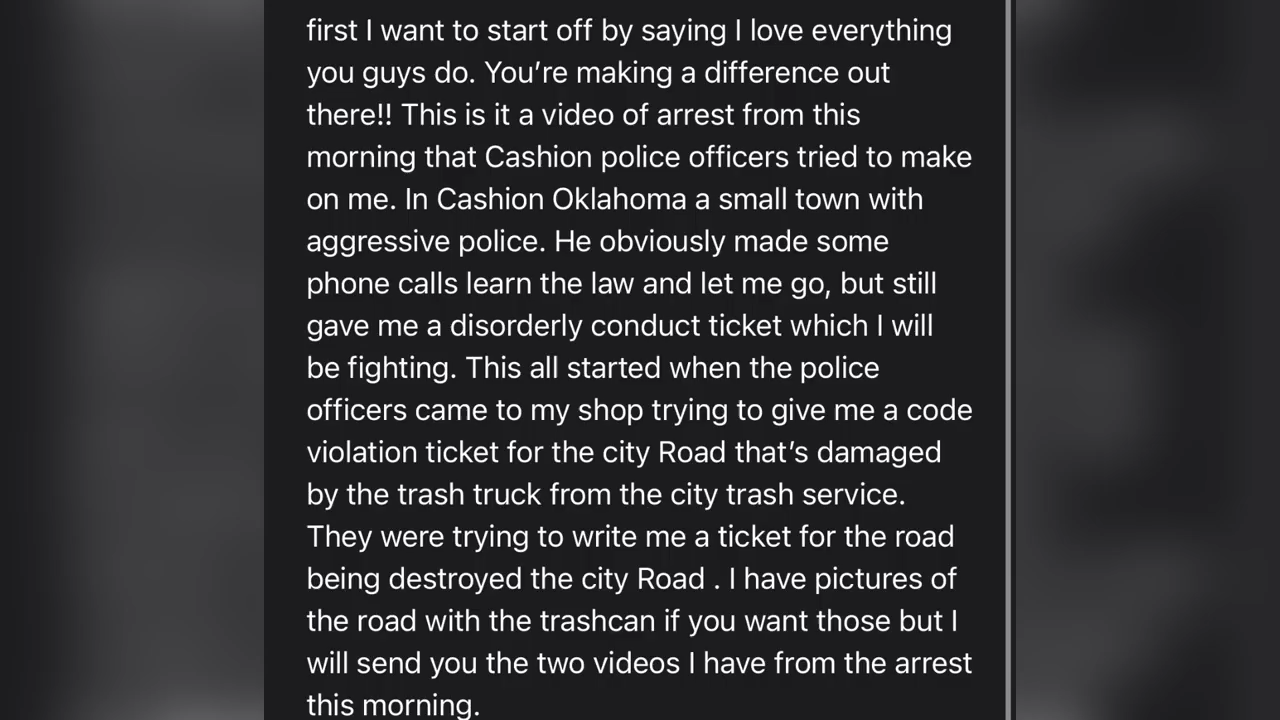 first I want to start off by saying I love everything
you guys do. You’re making a difference out
there!! This is it a video of arrest from this
morning that Cashion police officers tried to make
on me. In Cashion Oklahoma a small town with
aggressive police. He obviously made some
phone calls learn the law and let me go, but still
gave me a disorderly conduct ticket which I will
be fighting. This all started when the police
officers came to my shop trying to give me a code
violation ticket for the city Road that’s damaged
by the trash truck from the city trash service.
They were trying to write me a ticket for the road
being destroyed the city Road . I have pictures of
the road with the trashcan if you want those but I
will send you the two videos I have from the arrest
this morning.